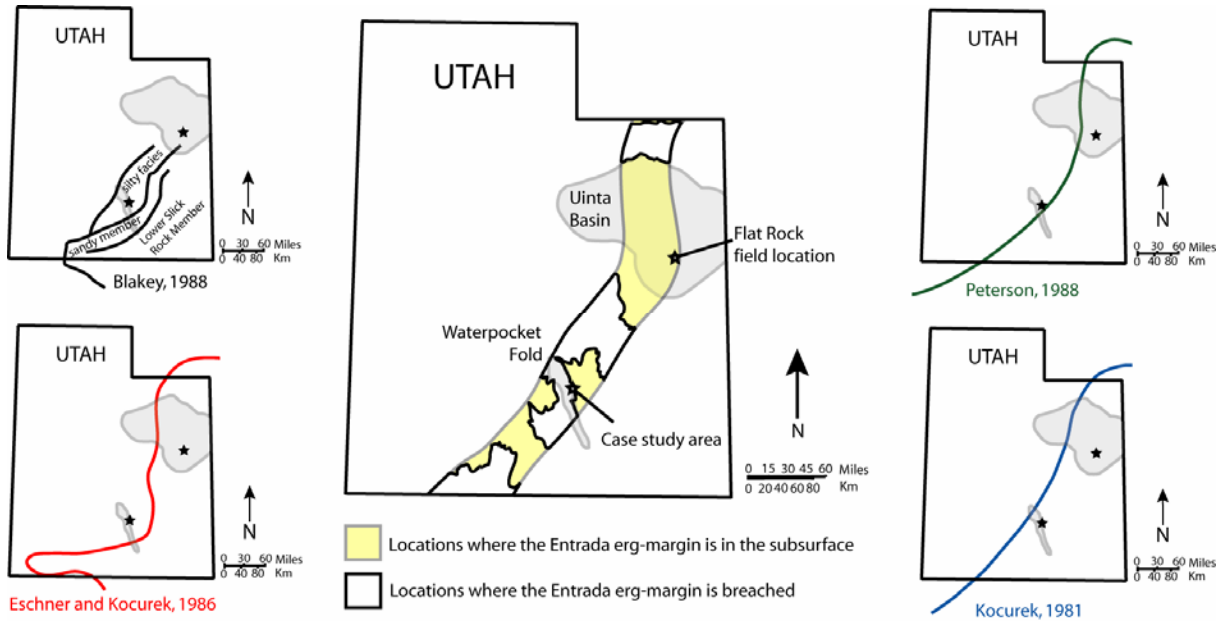 UTAH
silty facies
sandy member
Lower Slick
Rock Member
N
0 30 60 Miles
0 40 80 Km
Blakey, 1988
UTAH
N
0 30 60 Miles
0 40 80 Km
Eschner and Kocurek, 1986
UTAH
Uinta
Basin
Flat Rock
field location
Waterpocket
Fold
Case study area
N
0 15 30 45 60 Miles
0 20 40 60 80 Km
Locations where the Entrada erg-margin is in the subsurface
Locations where the Entrada erg-margin is breached
UTAH
N
0 30 60 Miles
0 40 80 Km
Peterson, 1988
UTAH
N
0 30 60 Miles
0 40 80 Km
Kocurek, 1981